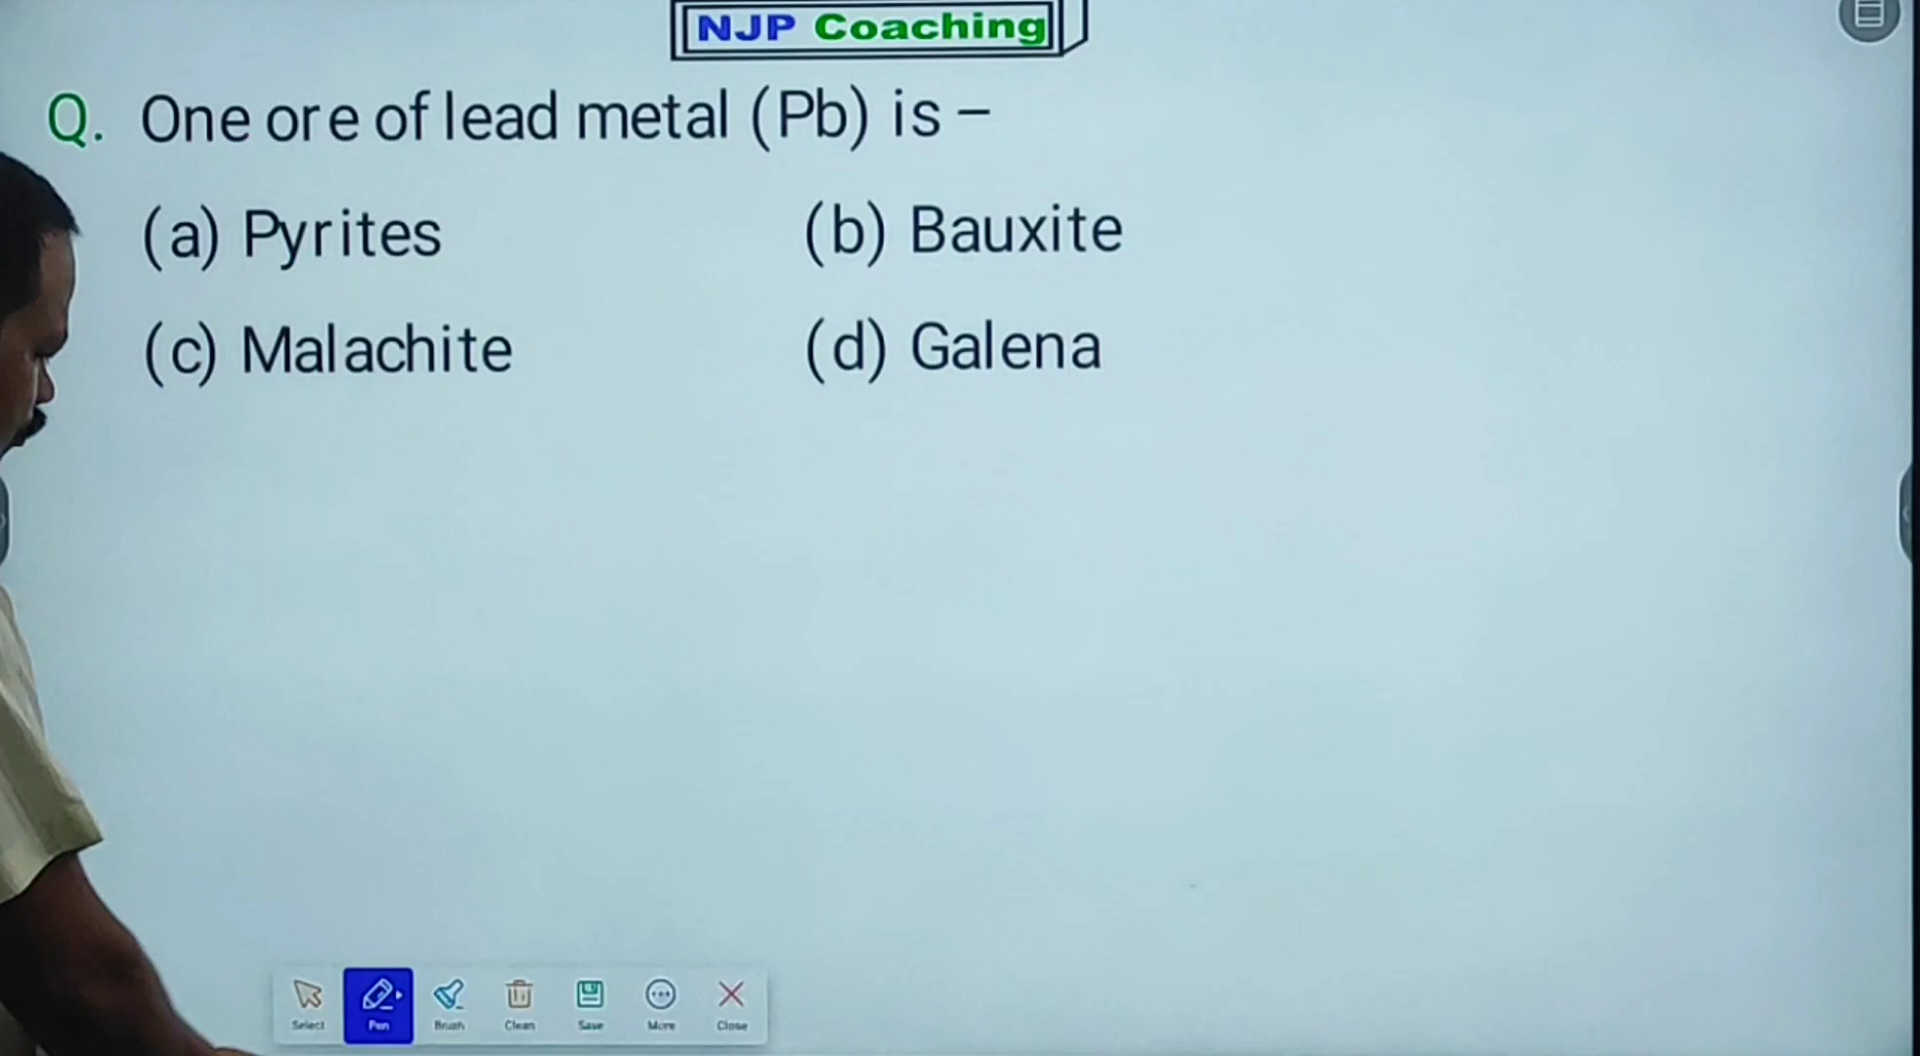 NJP Coaching
Q. One ore of lead metal (Pb) is –
(a) Pyrites (b) Bauxite
(c) Malachite (d) Galena
Select Pen Brush Clean Save More Close